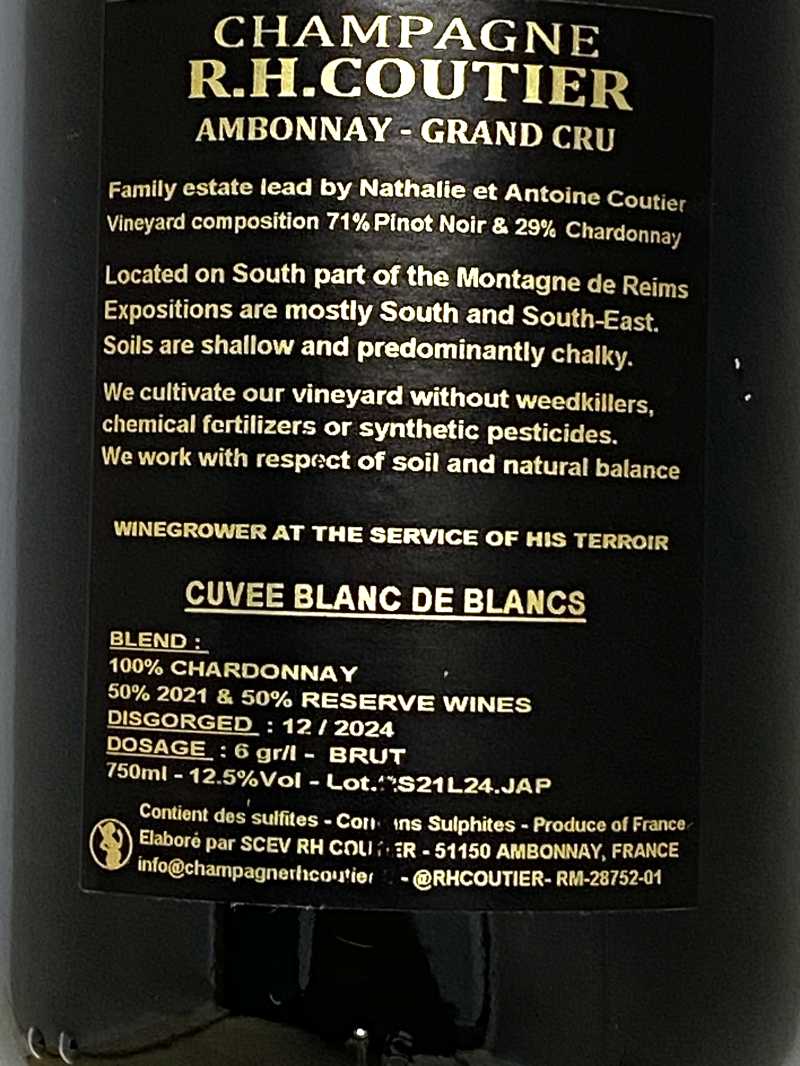 CHAMPAGNE
R.H.COUTIER
AMBONNAY - GRAND CRU
Family estate lead by Nathalie et Antoine Coutier
Vineyard composition 71% Pinot Noir & 29% Chardonnay
Located on South part of the Montagne de Reims
Expositions are mostly South and South-East.
Soils are shallow and predominantly chalky.
We cultivate our vineyard without weedkillers,
chemical fertilizers or synthetic pesticides.
We work with respect of soil and natural balance
WINEGROWER AT THE SERVICE OF HIS TERROIR
CUVEE BLANC DE BLANCS
BLEND :
100% CHARDONNAY
50% 2021 & 50% RESERVE WINES
DISGORGED : 12 / 2024
DOSAGE : 6 gr/l - BRUT
750ml - 12.5%Vol - Lot. S21L24.JAP
Contient des sulfites - Sulphites - Produce of France
Elaboré par SCEV RH - 51150 AMBONNAY, FRANCE
info@champagnerhcoutier - @RHCOUTIER- RM-28752-01